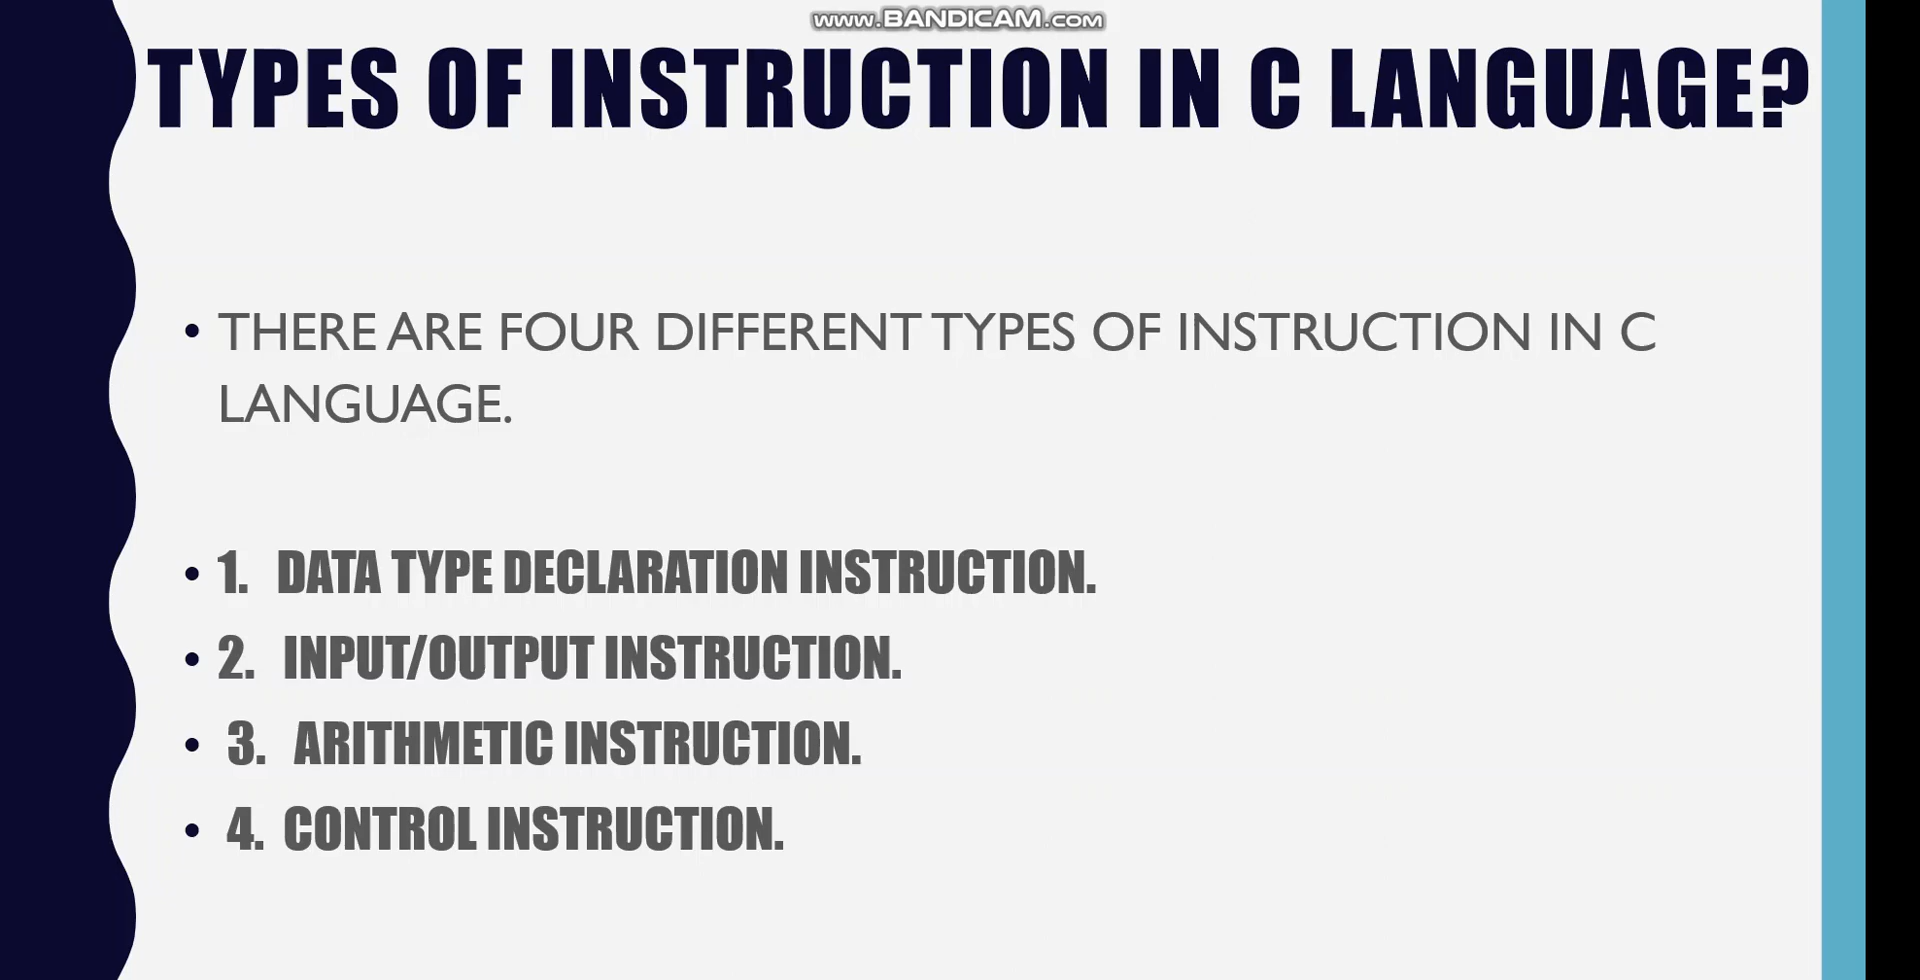 www.BANDICAM.com
TYPES OF INSTRUCTION IN C LANGUAGE?
• THERE ARE FOUR DIFFERENT TYPES OF INSTRUCTION IN C
LANGUAGE.
• 1. DATA TYPE DECLARATION INSTRUCTION.
• 2. INPUT/OUTPUT INSTRUCTION.
• 3. ARITHMETIC INSTRUCTION.
• 4. CONTROL INSTRUCTION.